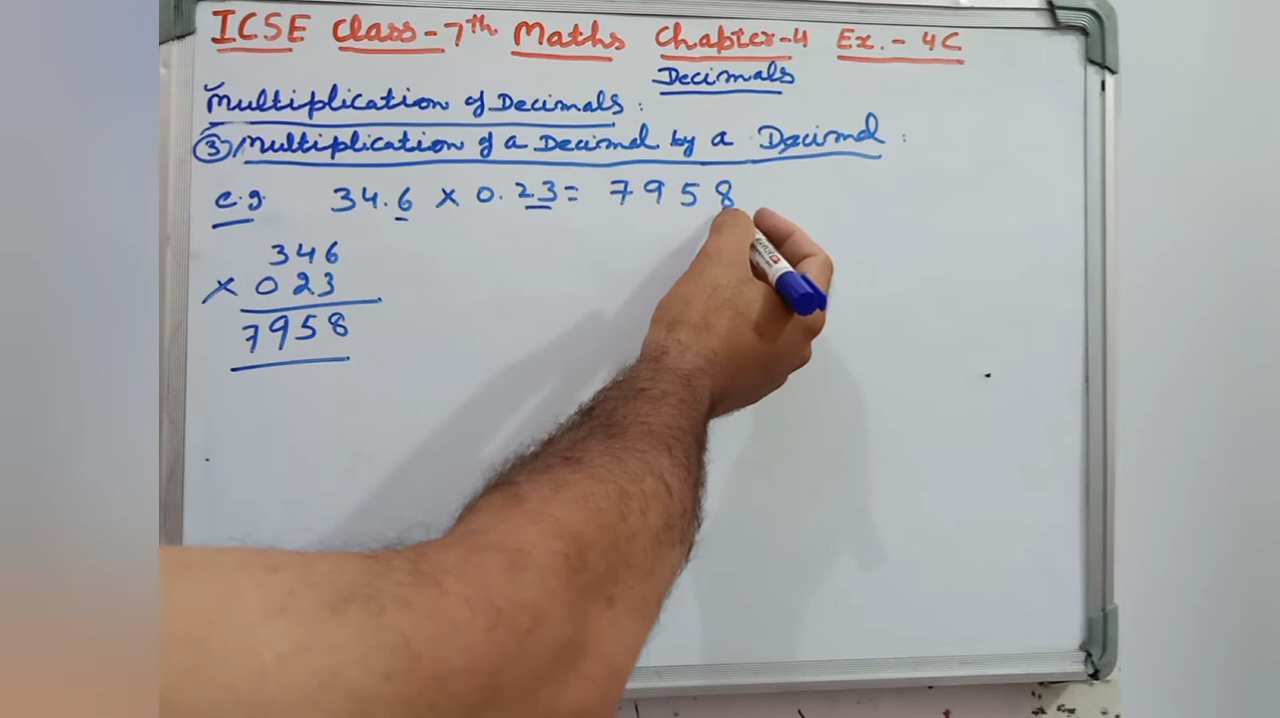 ICSE Class-7th Maths Chapter-4 Ex.-4C
Decimals
Multiplication of Decimals:
③ Multiplication of a Decimal by a Decimal:
e.g. 34.6 × 0.23 = 7958
346
× 023
7958